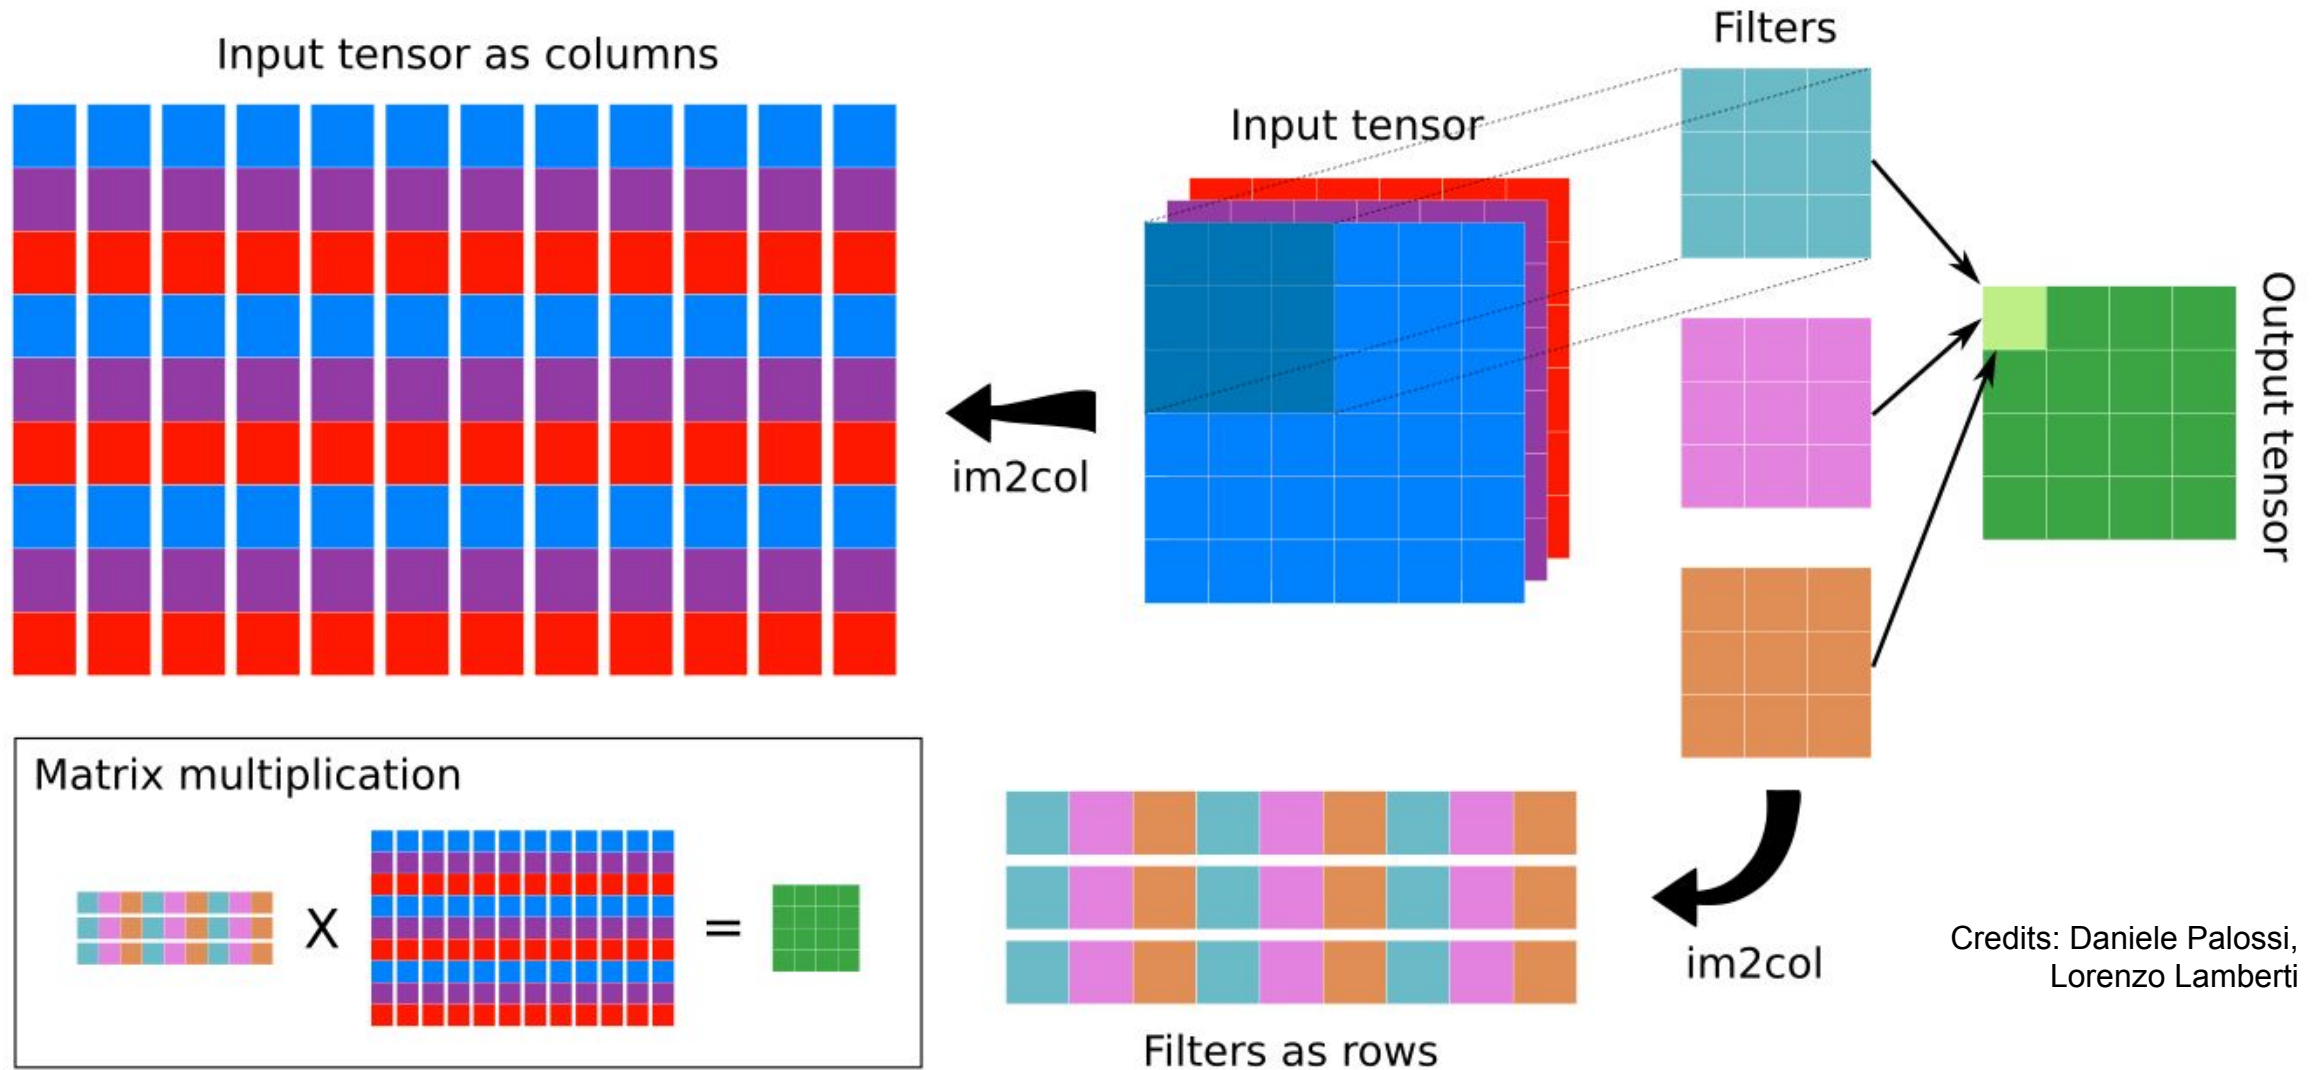 Input tensor as columns
Input tensor
Filters
Output tensor
im2col
Matrix multiplication
X
=
Filters as rows
im2col
Credits: Daniele Palossi,
Lorenzo Lamberti